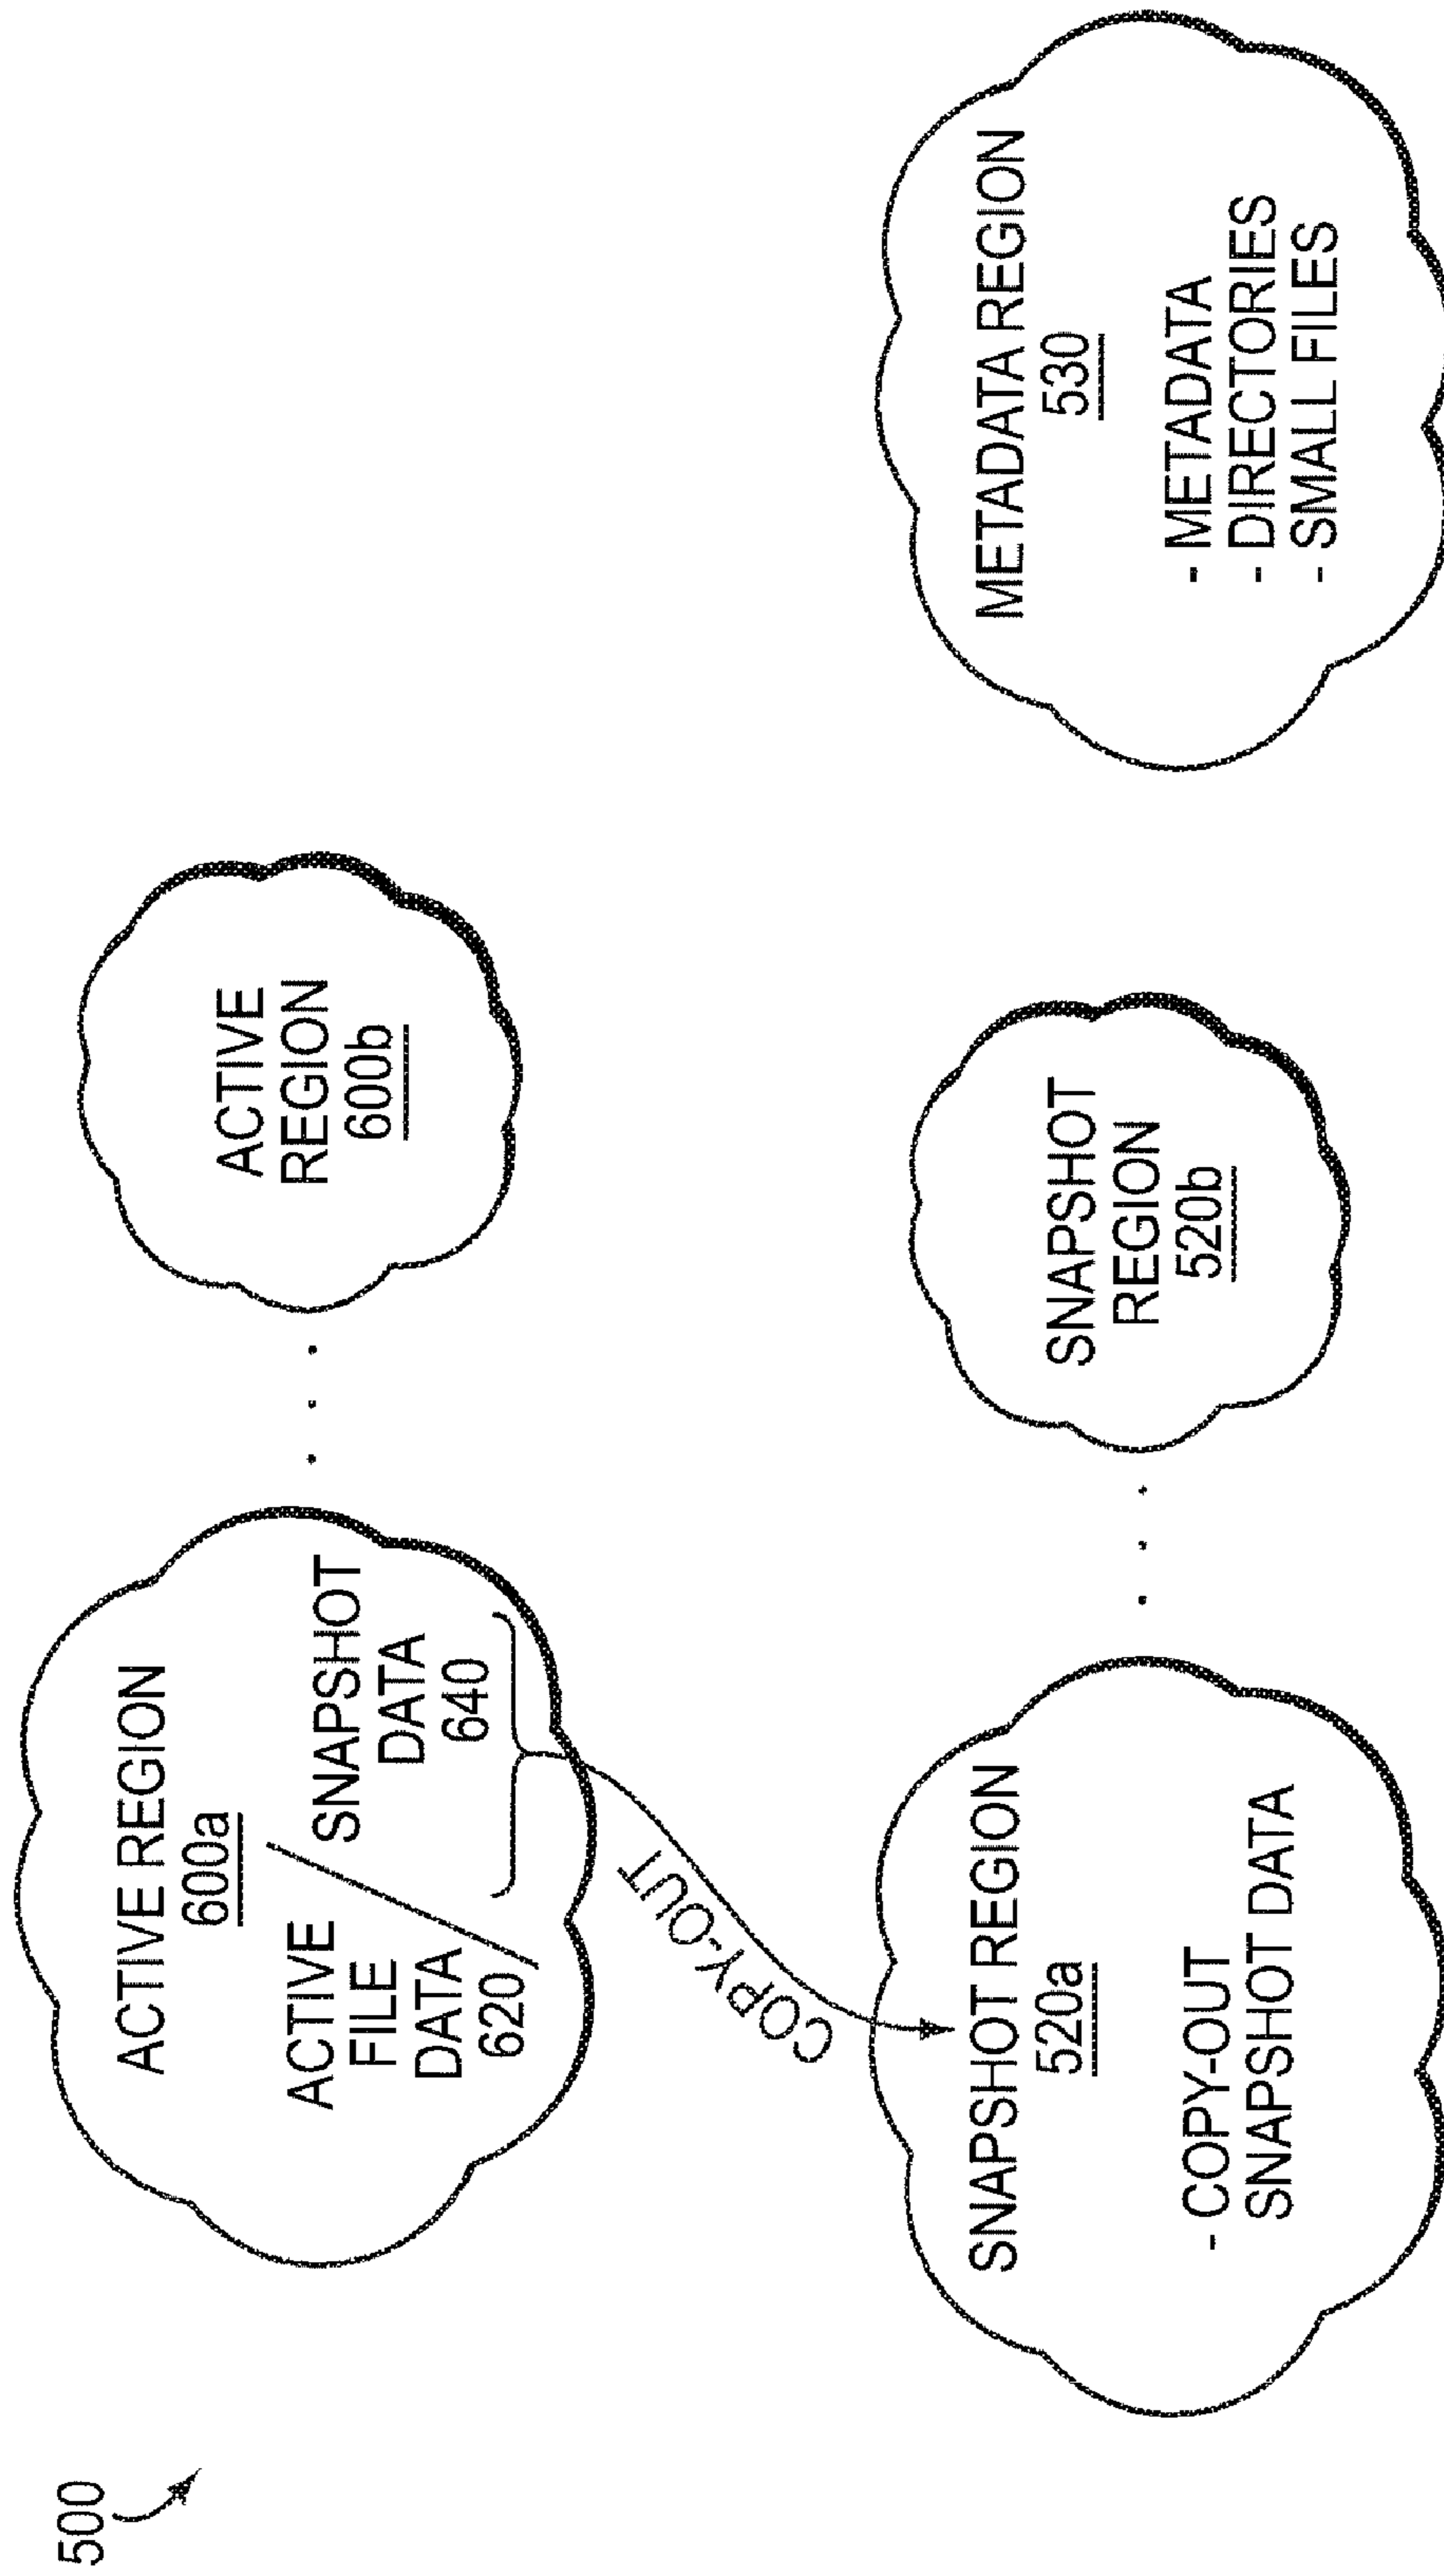 500
ACTIVE REGION
600a
ACTIVE
FILE
DATA
620
SNAPSHOT
DATA
640
ACTIVE
REGION
600b
COPY-OUT
SNAPSHOT REGION
520a
- COPY-OUT
SNAPSHOT DATA
SNAPSHOT
REGION
520b
METADATA REGION
530
- METADATA
- DIRECTORIES
- SMALL FILES